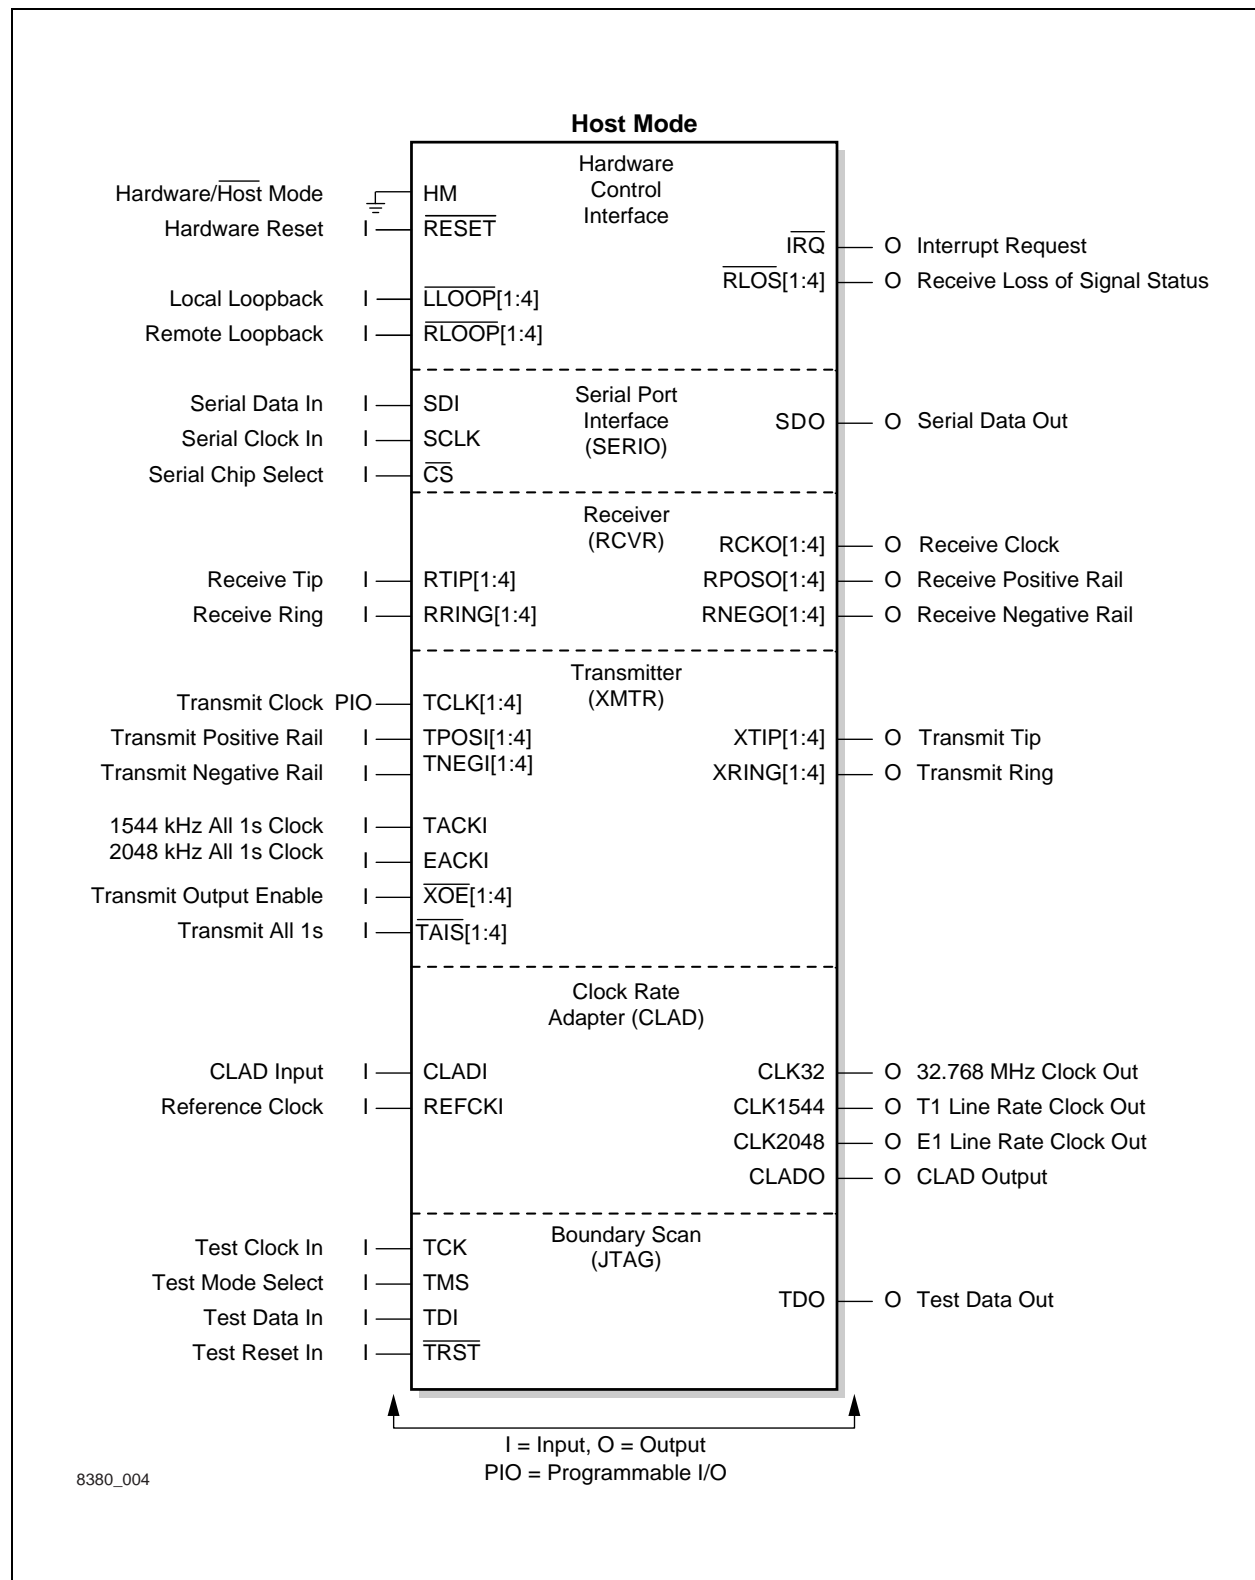 Host Mode
Hardware
Control
Interface
Hardware/Host Mode HM
Hardware Reset I RESET
IRQ O Interrupt Request
RLOS[1:4] O Receive Loss of Signal Status
Local Loopback I LLOOP[1:4]
Remote Loopback I RLOOP[1:4]
Serial Port
Interface
(SERIO)
Serial Data In I SDI
SDO O Serial Data Out
Serial Clock In I SCLK
Serial Chip Select I CS
Receiver
(RCVR)
RCKO[1:4] O Receive Clock
Receive Tip I RTIP[1:4] RPOSO[1:4] O Receive Positive Rail
Receive Ring I RRING[1:4] RNEGO[1:4] O Receive Negative Rail
Transmitter
(XMTR)
Transmit Clock PIO TCLK[1:4]
Transmit Positive Rail I TPOSI[1:4] XTIP[1:4] O Transmit Tip
Transmit Negative Rail I TNEGI[1:4] XRING[1:4] O Transmit Ring
1544 kHz All 1s Clock I TACKI
2048 kHz All 1s Clock I EACKI
Transmit Output Enable I XOE[1:4]
Transmit All 1s I TAIS[1:4]
Clock Rate
Adapter (CLAD)
CLAD Input I CLADI CLK32 O 32.768 MHz Clock Out
Reference Clock I REFCKI CLK1544 O T1 Line Rate Clock Out
CLK2048 O E1 Line Rate Clock Out
CLADO O CLAD Output
Boundary Scan
(JTAG)
Test Clock In I TCK
Test Mode Select I TMS
TDO O Test Data Out
Test Data In I TDI
Test Reset In I TRST
I = Input, O = Output
PIO = Programmable I/O
8380_004